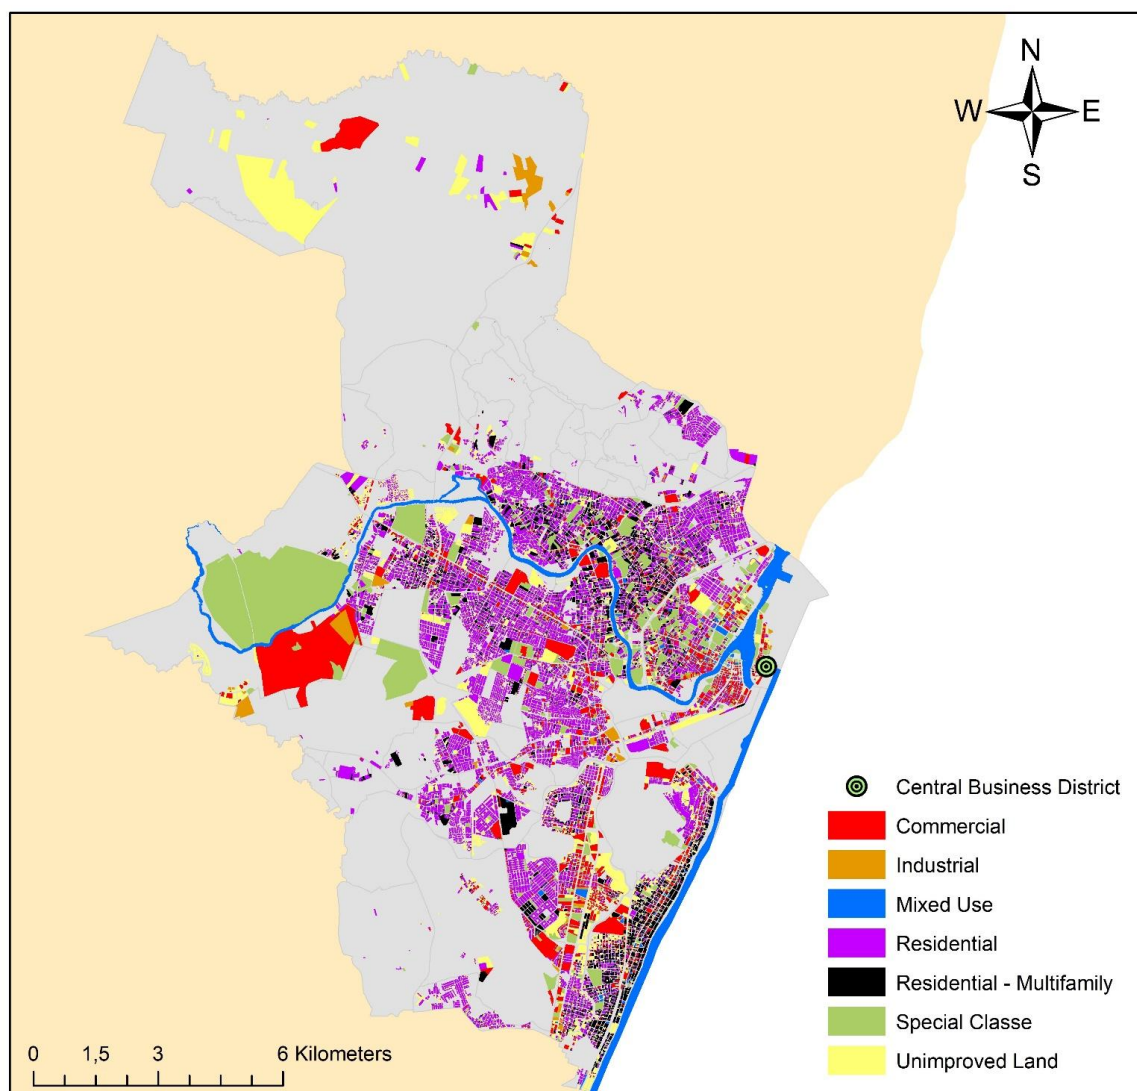 N
W E
S
Central Business District
Commercial
Industrial
Mixed Use
Residential
Residential - Multifamily
Special Classe
Unimproved Land
0 1,5 3 6 Kilometers